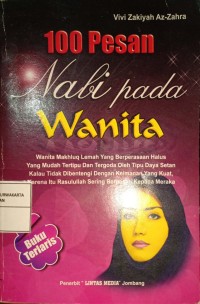 Vivi Zakiyah Az-Zahra
100 Pesan
Nabi pada
Wanita
Wanita Makhluq Lemah Yang Berperasaan Halus
Yang Mudah Tertipu Dan Tergoda Oleh Tipu Daya Setan
Kalau Tidak Dibentengi Dengan Keimanan Yang Kuat,
Karena Itu Rasulullah Sering Kepada Mereka
Buku
Terlaris
Penerbit "LINTAS MEDIA" Jombang